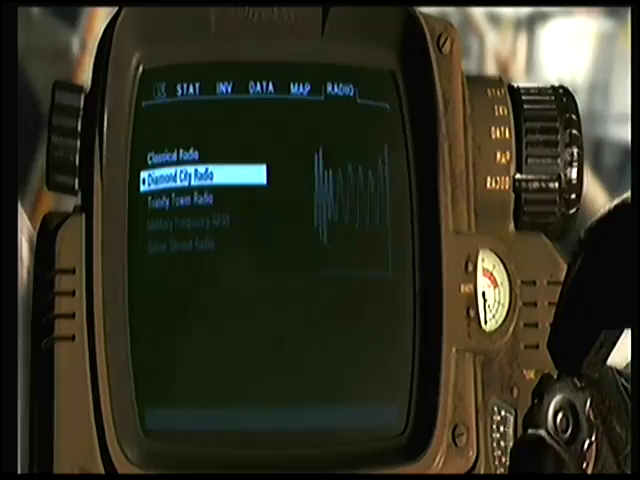 STAT INV DATA MAP RADIO
Classical Radio
Diamond City Radio
Trinity Tower Radio
Military Frequency AF95
Silver Shroud Radio
STAT
INV
DATA
MAP
RADIO